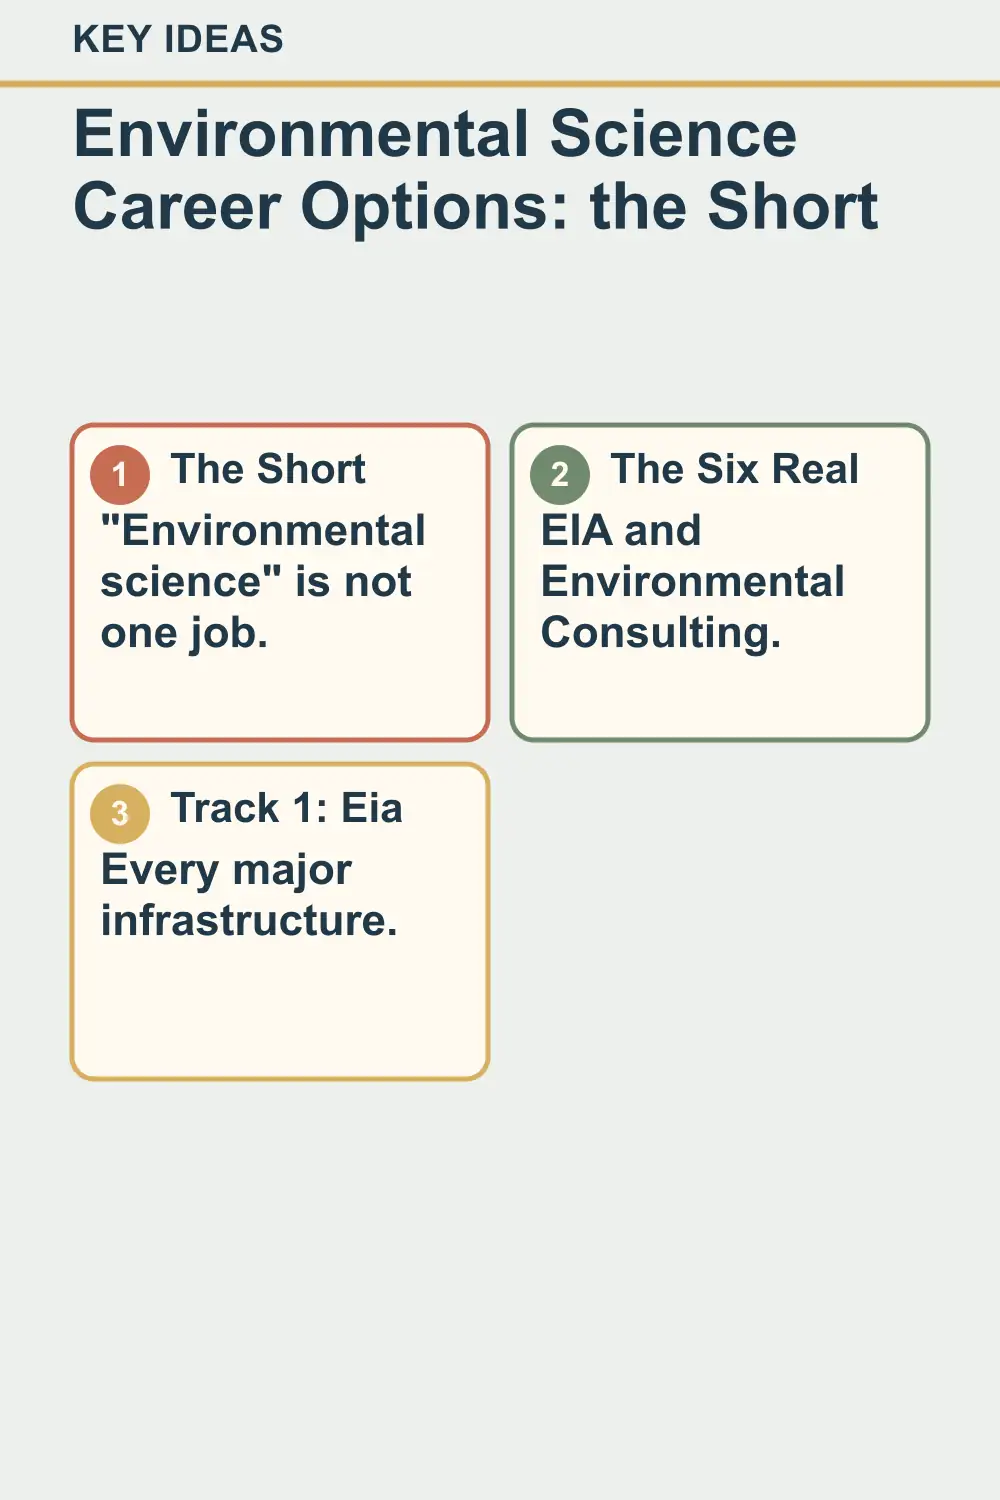 KEY IDEAS
Environmental Science
Career Options: the Short
1 The Short
"Environmental
science" is not
one job.
2 The Six Real
EIA and
Environmental
Consulting.
3 Track 1: Eia
Every major
infrastructure.